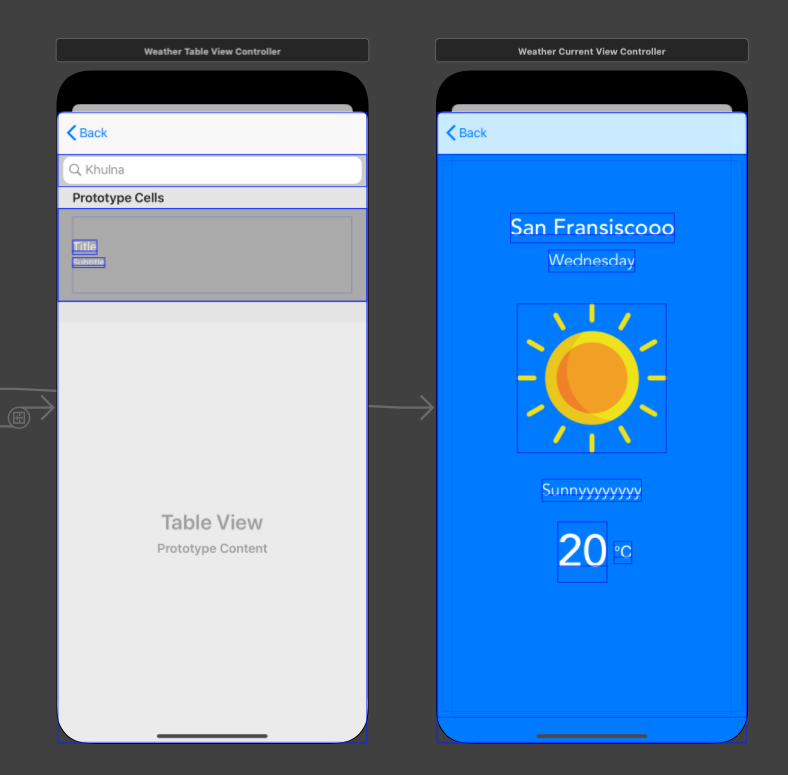 Weather Table View Controller
Back
Khulna
Prototype Cells
Title
Subtitle
Table View
Prototype Content
Weather Current View Controller
Back
San Fransiscooo
Wednesday
Sunnyyyyyyyy
20 °C